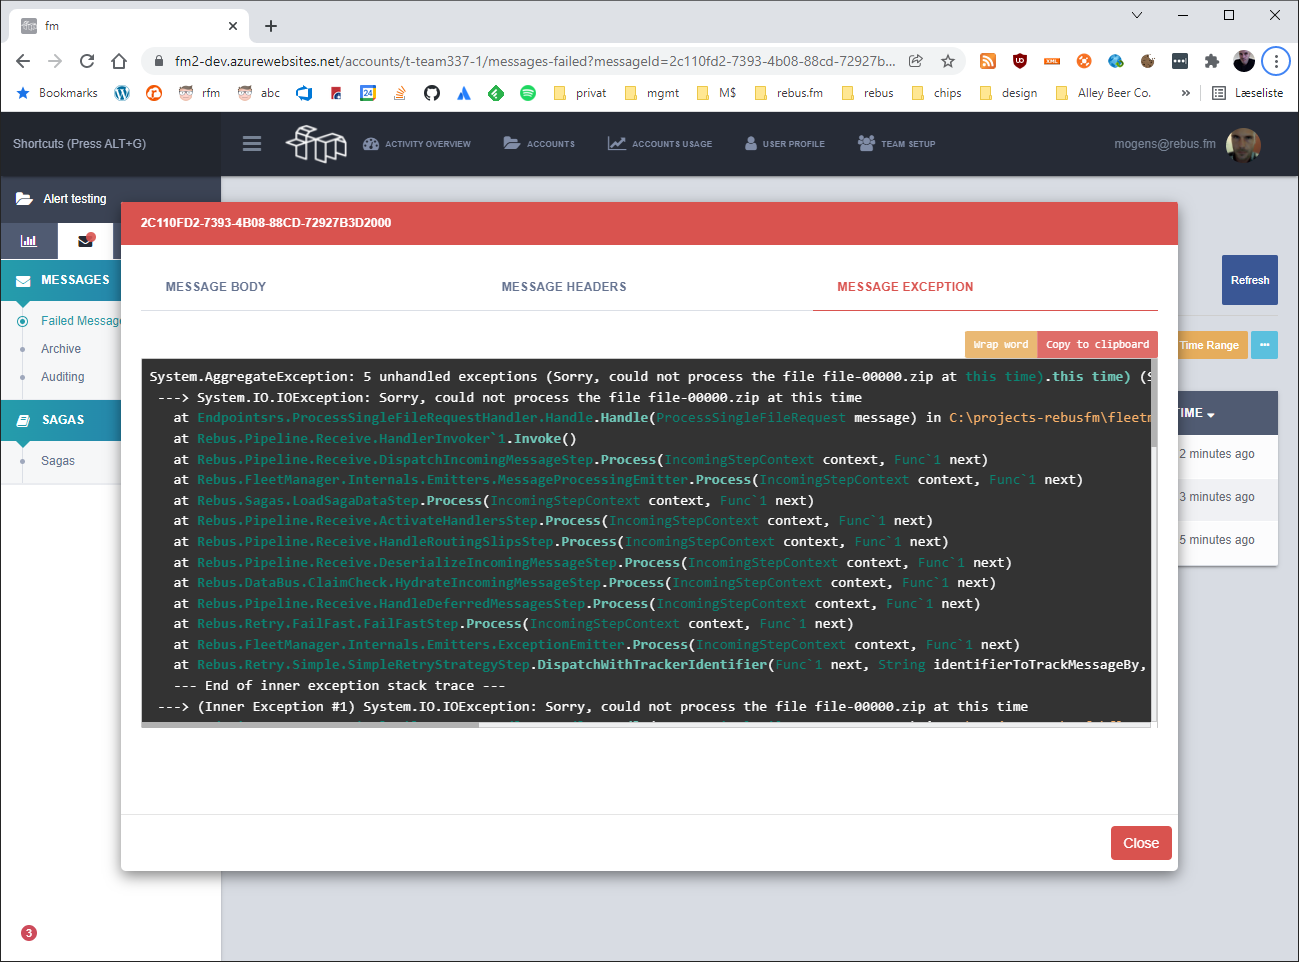 fm
fm2-dev.azurewebsites.net/accounts/t-team337-1/messages-failed?messageId=2c110fd2-7393-4b08-88cd-72927b...
Bookmarks rfm abc 24 privat mgmt M$ rebus.fm rebus chips design Alley Beer Co. » Læseliste
Shortcuts (Press ALT+G)
ACTIVITY OVERVIEW ACCOUNTS ACCOUNTS USAGE USER PROFILE TEAM SETUP mogens@rebus.fm
Alert testing
2C110FD2-7393-4B08-88CD-72927B3D2000
MESSAGES
Failed Message
Archive
Auditing
SAGAS
Sagas
3
MESSAGE BODY MESSAGE HEADERS MESSAGE EXCEPTION
Wrap word Copy to clipboard
System.AggregateException: 5 unhandled exceptions (Sorry, could not process the file file-00000.zip at this time).this time) (S
---> System.IO.IOException: Sorry, could not process the file file-00000.zip at this time
at Endpointsrs.ProcessSingleFileRequestHandler.Handle.Handle(ProcessSingleFileRequest message) in C:\projects-rebusfm\fleetm
at Rebus.Pipeline.Receive.HandlerInvoker`1.Invoke()
at Rebus.Pipeline.Receive.DispatchIncomingMessageStep.Process(IncomingStepContext context, Func`1 next)
at Rebus.FleetManager.Internals.Emitters.MessageProcessingEmitter.Process(IncomingStepContext context, Func`1 next)
at Rebus.Sagas.LoadSagaDataStep.Process(IncomingStepContext context, Func`1 next)
at Rebus.Pipeline.Receive.ActivateHandlersStep.Process(IncomingStepContext context, Func`1 next)
at Rebus.Pipeline.Receive.HandleRoutingSlipsStep.Process(IncomingStepContext context, Func`1 next)
at Rebus.Pipeline.Receive.DeserializeIncomingMessageStep.Process(IncomingStepContext context, Func`1 next)
at Rebus.DataBus.ClaimCheck.HydrateIncomingMessageStep.Process(IncomingStepContext context, Func`1 next)
at Rebus.Pipeline.Receive.HandleDeferredMessagesStep.Process(IncomingStepContext context, Func`1 next)
at Rebus.Retry.FailFast.FailFastStep.Process(IncomingStepContext context, Func`1 next)
at Rebus.FleetManager.Internals.Emitters.ExceptionEmitter.Process(IncomingStepContext context, Func`1 next)
at Rebus.Retry.Simple.SimpleRetryStrategyStep.DispatchWithTrackerIdentifier(Func`1 next, String identifierToTrackMessageBy,
--- End of inner exception stack trace ---
---> (Inner Exception #1) System.IO.IOException: Sorry, could not process the file file-00000.zip at this time
Close
Refresh
Time Range
TIME
2 minutes ago
3 minutes ago
5 minutes ago